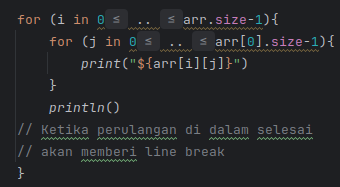 for (i in 0 ≤ .. ≤ arr.size-1){
for (j in 0 ≤ .. ≤ arr[0].size-1){
print("${arr[i][j]}")
}
println()
// Ketika perulangan di dalam selesai
// akan memberi line break
}